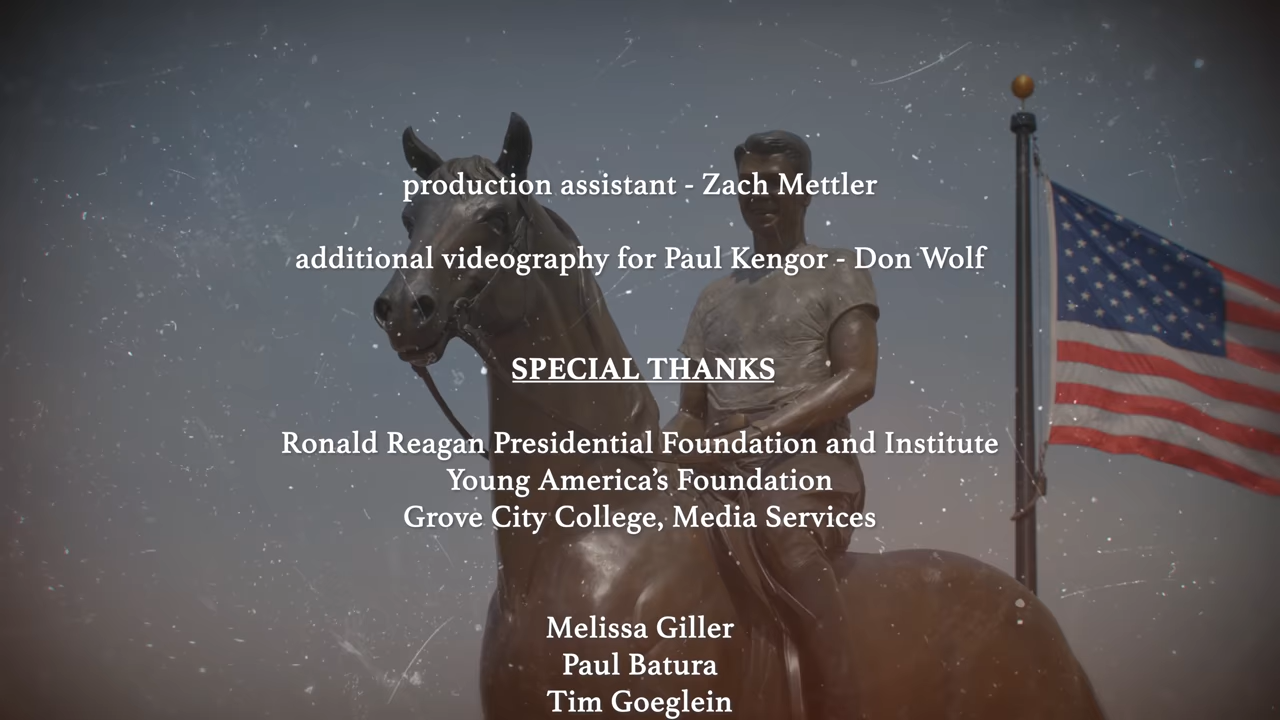 production assistant - Zach Mettler
additional videography for Paul Kengor - Don Wolf
SPECIAL THANKS
Ronald Reagan Presidential Foundation and Institute
Young America’s Foundation
Grove City College, Media Services
Melissa Giller
Paul Batura
Tim Goeglein